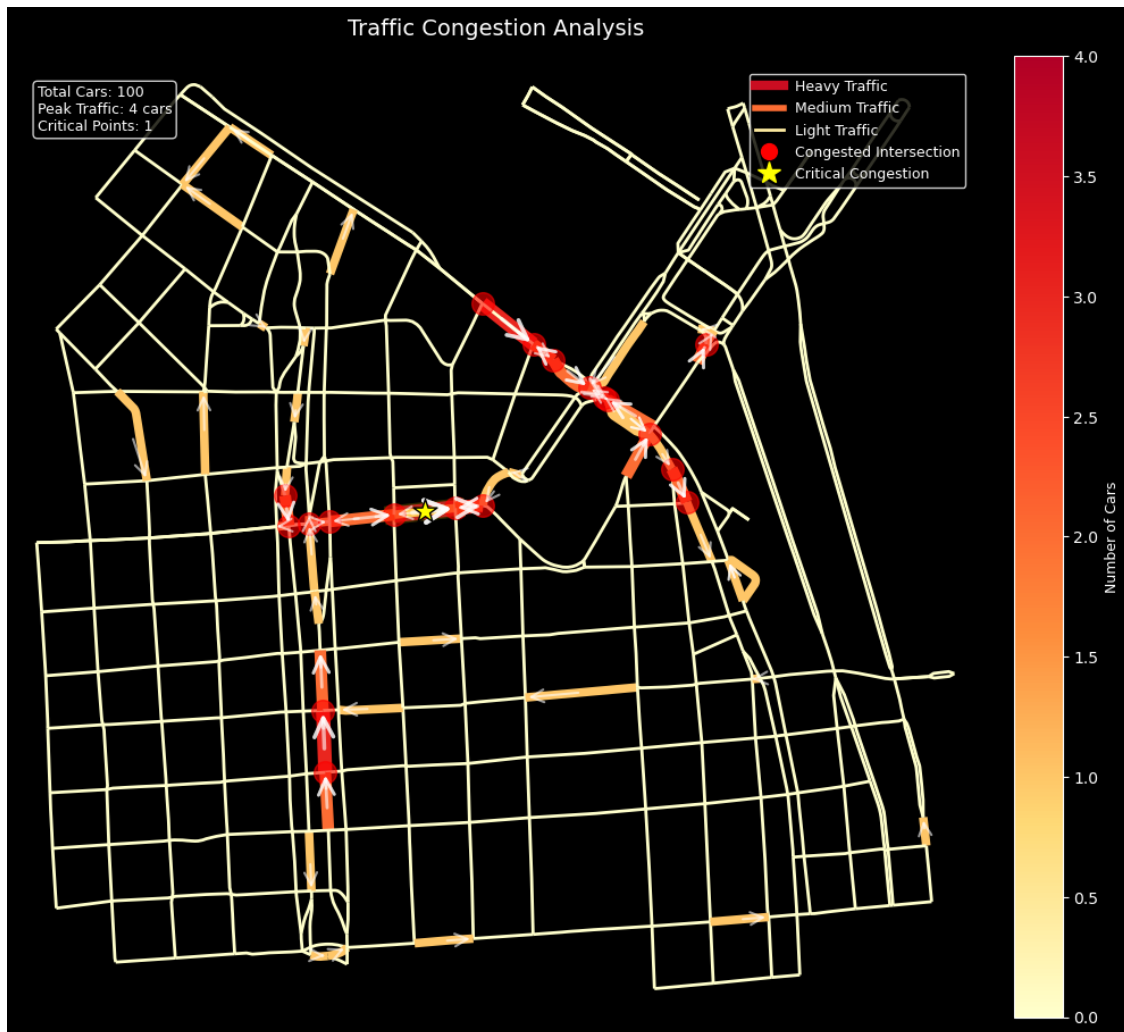 Traffic Congestion Analysis
Total Cars: 100
Peak Traffic: 4 cars
Critical Points: 1
Heavy Traffic
Medium Traffic
Light Traffic
Congested Intersection
Critical Congestion
4.0
3.5
3.0
2.5
2.0
1.5
1.0
0.5
0.0
Number of Cars